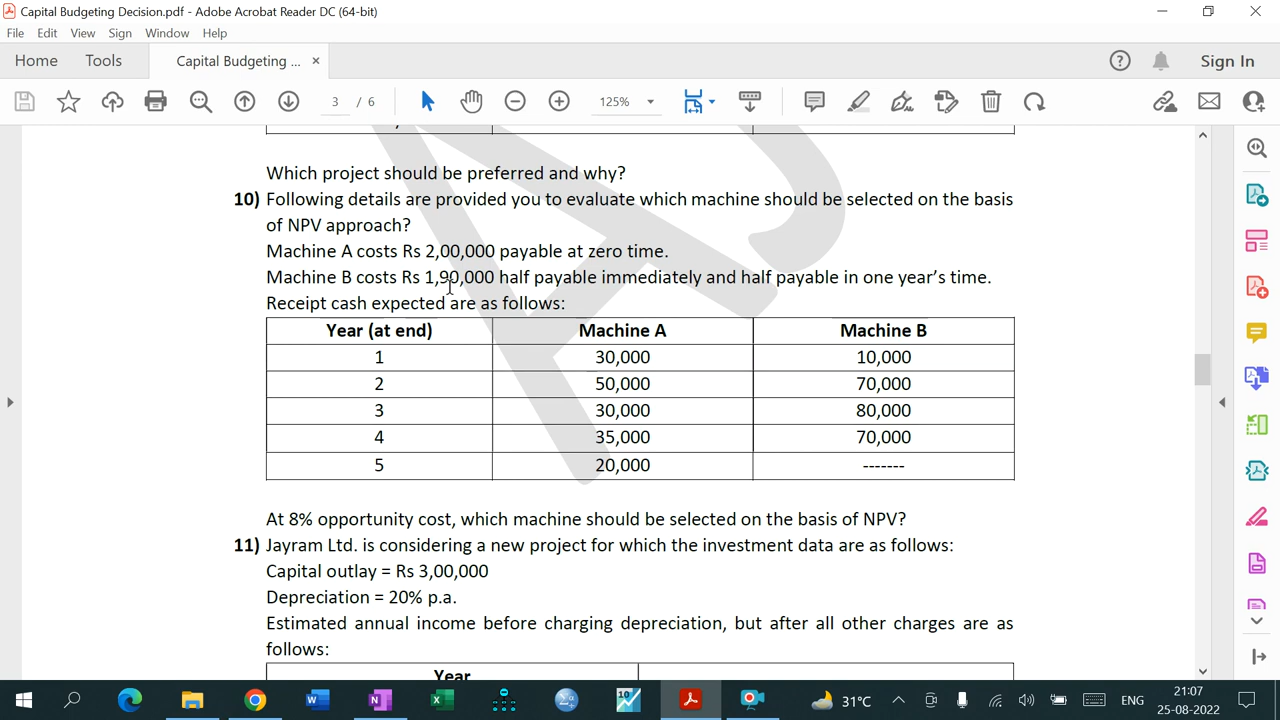 Capital Budgeting Decision.pdf - Adobe Acrobat Reader DC (64-bit)
File Edit View Sign Window Help
Home Tools Capital Budgeting ... × Sign In
3 / 6 125%
Which project should be preferred and why?
10) Following details are provided you to evaluate which machine should be selected on the basis
of NPV approach?
Machine A costs Rs 2,00,000 payable at zero time.
Machine B costs Rs 1,90,000 half payable immediately and half payable in one year's time.
Receipt cash expected are as follows:
Year (at end) Machine A Machine B
1 30,000 10,000
2 50,000 70,000
3 30,000 80,000
4 35,000 70,000
5 20,000 -------
At 8% opportunity cost, which machine should be selected on the basis of NPV?
11) Jayram Ltd. is considering a new project for which the investment data are as follows:
Capital outlay = Rs 3,00,000
Depreciation = 20% p.a.
Estimated annual income before charging depreciation, but after all other charges are as
follows:
Year
31°C ENG 21:07
25-08-2022